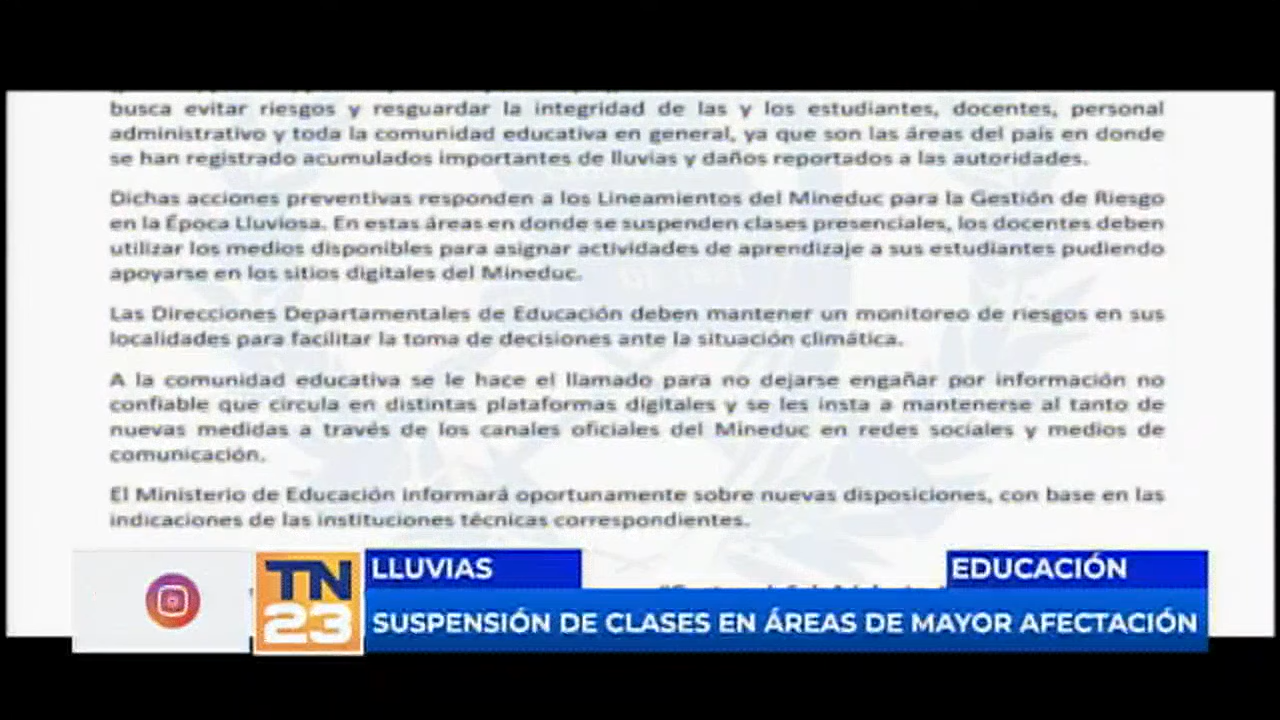 busca evitar riesgos y resguardar la integridad de las y los estudiantes, docentes, personal
administrativo y toda la comunidad educativa en general, ya que son las áreas del país en donde
se han registrado acumulados importantes de lluvias y daños reportados a las autoridades.
Dichas acciones preventivas responden a los Lineamientos del Mineduc para la Gestión de Riesgo
en la Época Lluviosa. En estas áreas en donde se suspenden clases presenciales, los docentes deben
utilizar los medios disponibles para asignar actividades de aprendizaje a sus estudiantes pudiendo
apoyarse en los sitios digitales del Mineduc.
Las Direcciones Departamentales de Educación deben mantener un monitoreo de riesgos en sus
localidades para facilitar la toma de decisiones ante la situación climática.
A la comunidad educativa se le hace el llamado para no dejarse engañar por información no
confiable que circula en distintas plataformas digitales y se les insta a mantenerse al tanto de
nuevas medidas a través de los canales oficiales del Mineduc en redes sociales y medios de
comunicación.
El Ministerio de Educación informará oportunamente sobre nuevas disposiciones, con base en las
indicaciones de las instituciones técnicas correspondientes.
TN
23
LLUVIAS
EDUCACIÓN
SUSPENSIÓN DE CLASES EN ÁREAS DE MAYOR AFECTACIÓN